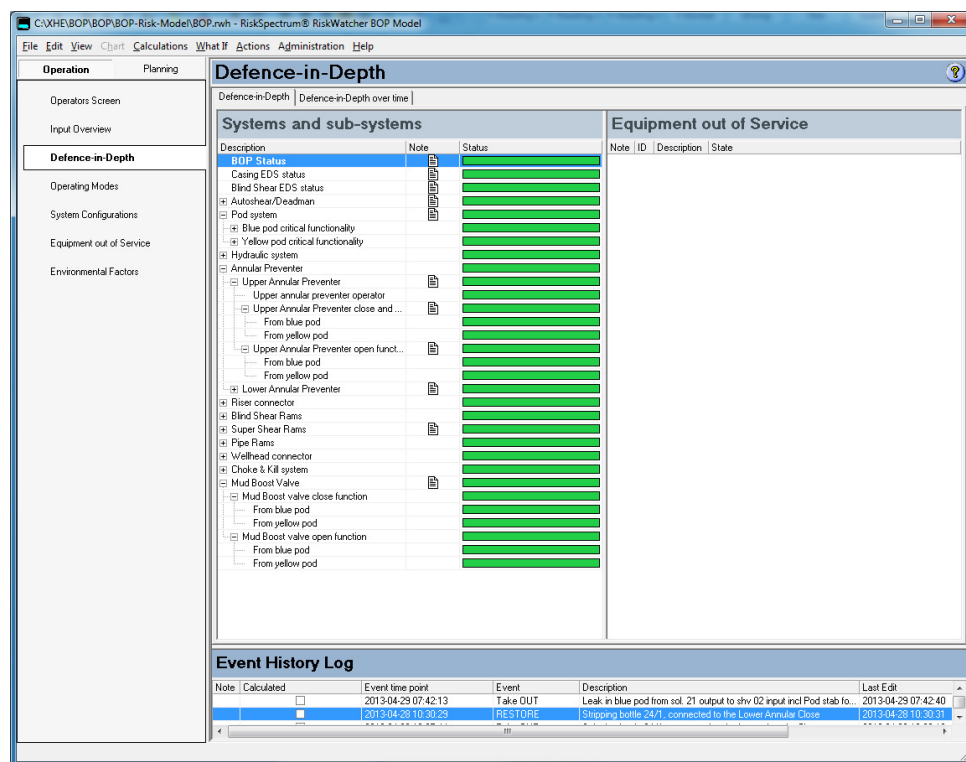 C:\XHE\BOP\BOP\BOP-Risk-Model\BOP.rwh - RiskSpectrum® RiskWatcher BOP Model
File Edit View Chart Calculations What If Actions Administration Help
Operation Planning
Operators Screen
Input Overview
Defence-in-Depth
Operating Modes
System Configurations
Equipment out of Service
Environmental Factors
Defence-in-Depth
Defence-in-Depth Defence-in-Depth over time
Systems and sub-systems
Description Note Status
BOP Status
Casing EDS status
Blind Shear EDS status
Autoshear/Deadman
Pod system
Blue pod critical functionality
Yellow pod critical functionality
Hydraulic system
Annular Preventer
Upper Annular Preventer
Upper annular preventer operator
Upper Annular Preventer close and ...
From blue pod
From yellow pod
Upper Annular Preventer open funct...
From blue pod
From yellow pod
Lower Annular Preventer
Riser connector
Blind Shear Rams
Super Shear Rams
Pipe Rams
Wellhead connector
Choke & Kill system
Mud Boost Valve
Mud Boost valve close function
From blue pod
From yellow pod
Mud Boost valve open function
From blue pod
From yellow pod
Equipment out of Service
Note ID Description State
Event History Log
Note Calculated Event time point Event Description Last Edit
2013-04-29 07:42:13 Take OUT Leak in blue pod from sol. 21 output to shv 02 input incl Pod stab fo... 2013-04-29 07:42:40
2013-04-28 10:30:29 RESTORE Stripping bottle 24/1, connected to the Lower Annular Close 2013-04-28 10:30:31